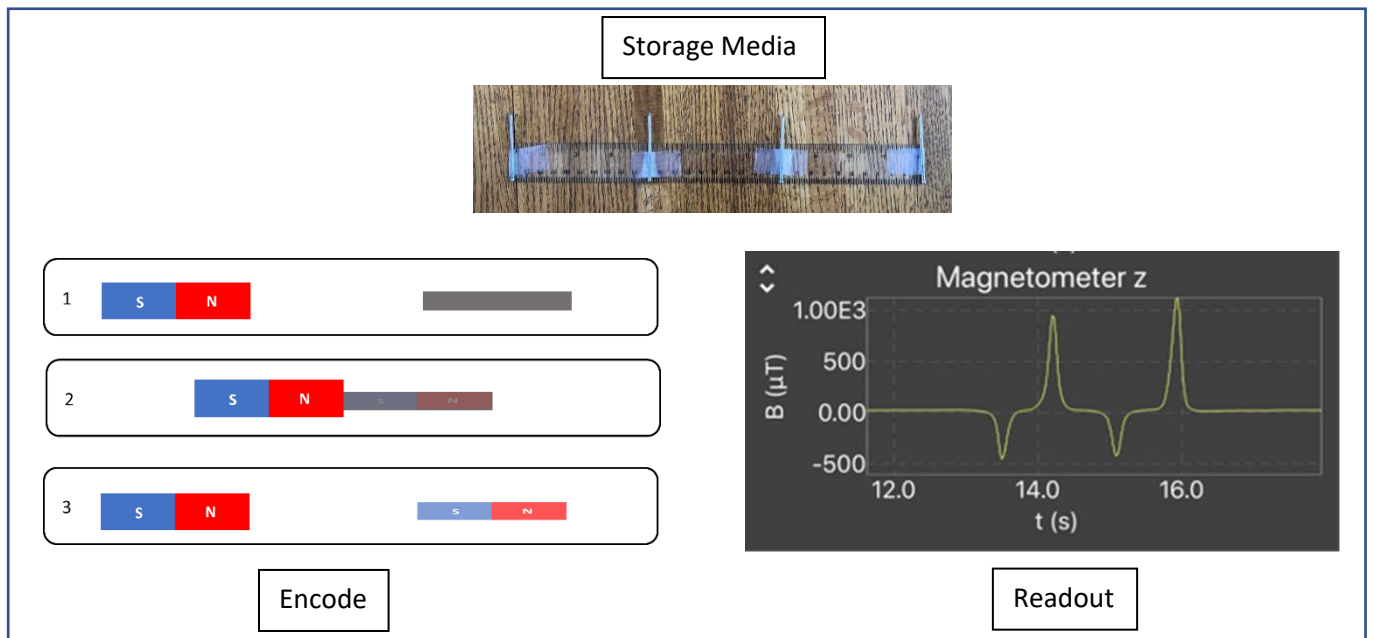 Storage Media
1
S N
2
S N S N
3
S N S N
Encode
Magnetometer z
1.00E3
500
0.00
-500
B (µT)
12.0 14.0 16.0
t (s)
Readout